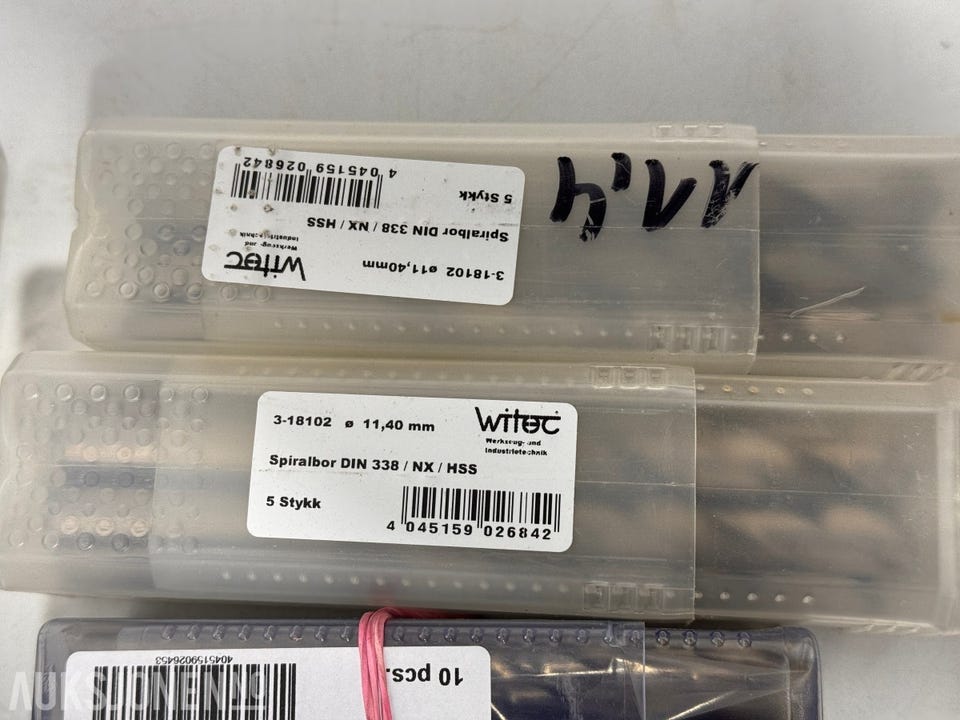 11,4
3-18102 ø11,40mm
Witec
Werkzeug- und
Industrietechnik
Spiralbor DIN 338 / NX / HSS
5 Stykk
4 045159 026842
3-18102 ø 11,40 mm
Witec
Werkzeug- und
Industrietechnik
Spiralbor DIN 338 / NX / HSS
5 Stykk
4 045159 026842
10 pcs.
4045159026453
AUKSJONEN.NO